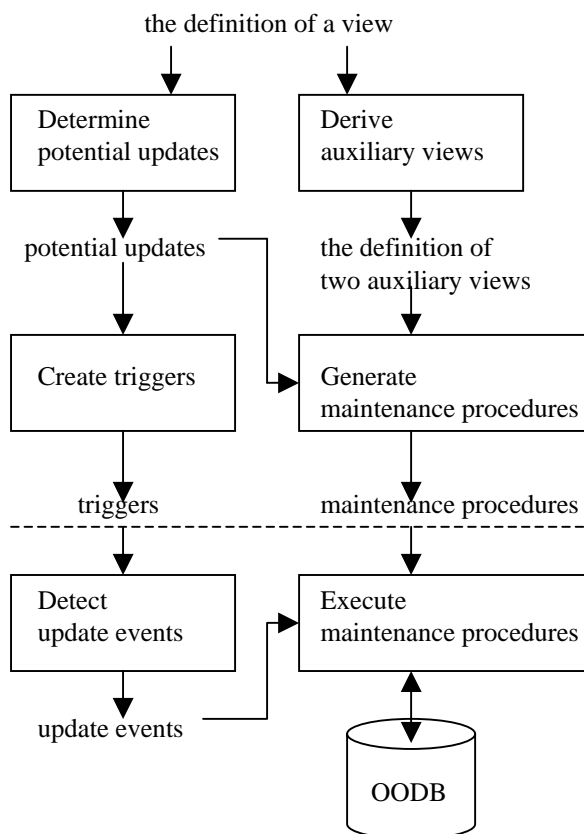 the definition of a view
Determine
potential updates
Derive
auxiliary views
potential updates
the definition of
two auxiliary views
Create triggers
Generate
maintenance procedures
triggers
maintenance procedures
Detect
update events
Execute
maintenance procedures
update events
OODB